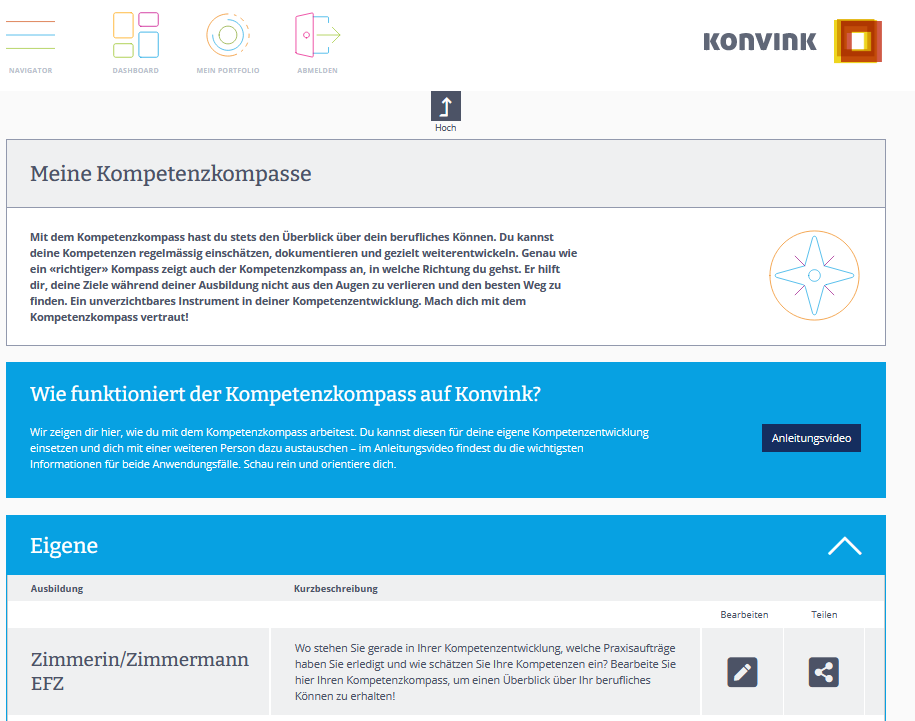 NAVIGATOR
DASHBOARD
MEIN PORTFOLIO
ABMELDEN
KONVINK
Hoch
Meine Kompetenzkompasse
Mit dem Kompetenzkompass hast du stets den Überblick über dein berufliches Können. Du kannst
deine Kompetenzen regelmässig einschätzen, dokumentieren und gezielt weiterentwickeln. Genau wie
ein «richtiger» Kompass zeigt auch der Kompetenzkompass an, in welche Richtung du gehst. Er hilft
dir, deine Ziele während deiner Ausbildung nicht aus den Augen zu verlieren und den besten Weg zu
finden. Ein unverzichtbares Instrument in deiner Kompetenzentwicklung. Mach dich mit dem
Kompetenzkompass vertraut!
Wie funktioniert der Kompetenzkompass auf Konvink?
Wir zeigen dir hier, wie du mit dem Kompetenzkompass arbeitest. Du kannst diesen für deine eigene Kompetenzentwicklung
einsetzen und dich mit einer weiteren Person dazu austauschen – im Anleitungsvideo findest du die wichtigsten
Informationen für beide Anwendungsfälle. Schau rein und orientiere dich.
Anleitungsvideo
Eigene
Ausbildung
Kurzbeschreibung
Bearbeiten
Teilen
Zimmerin/Zimmermann
EFZ
Wo stehen Sie gerade in Ihrer Kompetenzentwicklung, welche Praxisaufträge
haben Sie erledigt und wie schätzen Sie Ihre Kompetenzen ein? Bearbeite Sie
hier Ihren Kompetenzkompass, um einen Überblick über Ihr berufliches
Können zu erhalten!